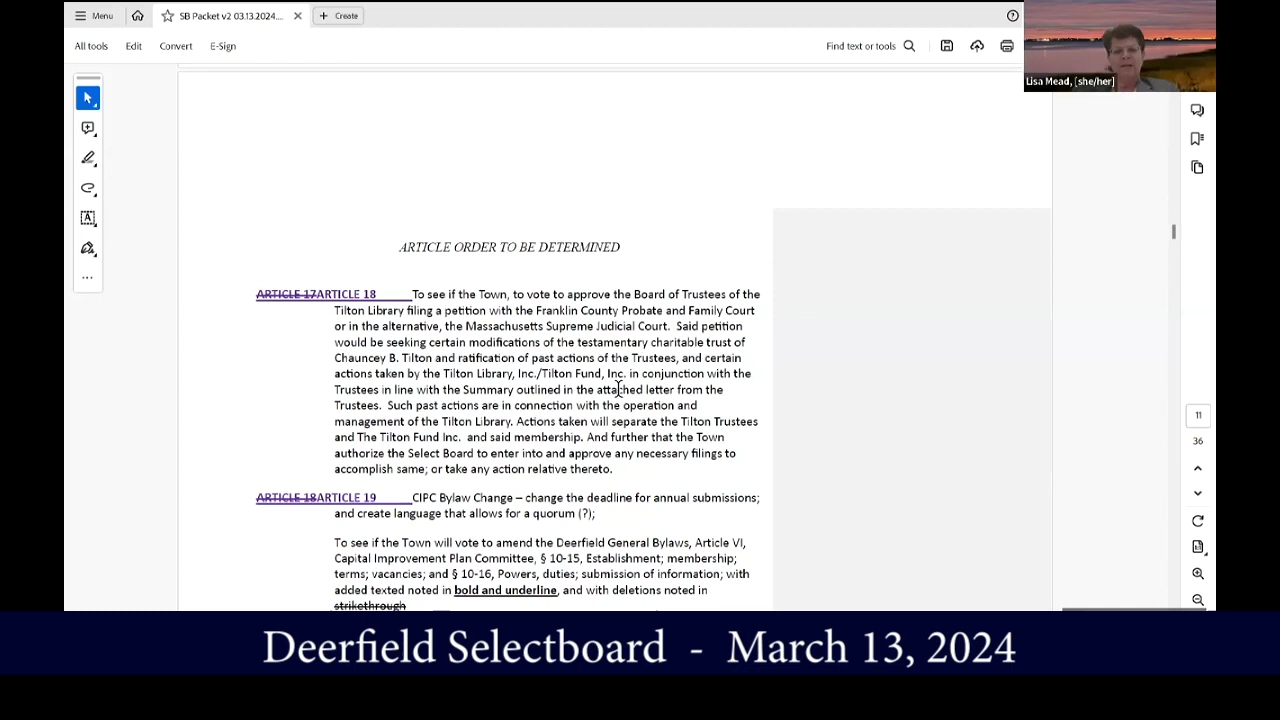 Menu
SB Packet v2 03.13.2024...
Create
All tools
Edit
Convert
E-Sign
Find text or tools
Lisa Mead, [she/her]
ARTICLE ORDER TO BE DETERMINED
ARTICLE 17ARTICLE 18 To see if the Town, to vote to approve the Board of Trustees of the
Tilton Library filing a petition with the Franklin County Probate and Family Court
or in the alternative, the Massachusetts Supreme Judicial Court. Said petition
would be seeking certain modifications of the testamentary charitable trust of
Chauncey B. Tilton and ratification of past actions of the Trustees, and certain
actions taken by the Tilton Library, Inc./Tilton Fund, Inc. in conjunction with the
Trustees in line with the Summary outlined in the attached letter from the
Trustees. Such past actions are in connection with the operation and
management of the Tilton Library. Actions taken will separate the Tilton Trustees
and The Tilton Fund Inc. and said membership. And further that the Town
authorize the Select Board to enter into and approve any necessary filings to
accomplish same; or take any action relative thereto.
ARTICLE 18ARTICLE 19 CIPC Bylaw Change – change the deadline for annual submissions;
and create language that allows for a quorum (?);
To see if the Town will vote to amend the Deerfield General Bylaws, Article VI,
Capital Improvement Plan Committee, § 10-15, Establishment; membership;
terms; vacancies; and § 10-16, Powers, duties; submission of information; with
added texted noted in bold and underline, and with deletions noted in
strikethrough
11
36
Deerfield Selectboard - March 13, 2024